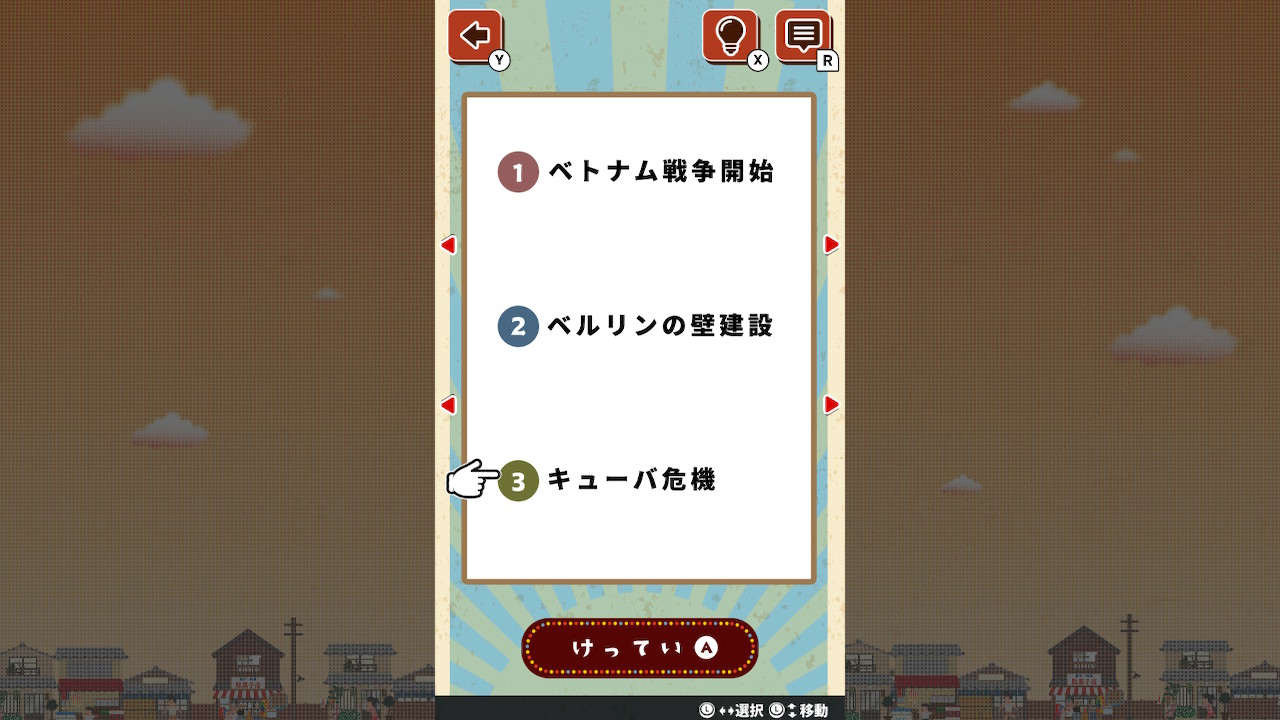 Y
X
R
1 ベトナム戦争開始
2 ベルリンの壁建設
3 キューバ危機
けってい A
L ↔選択 L ↕移動